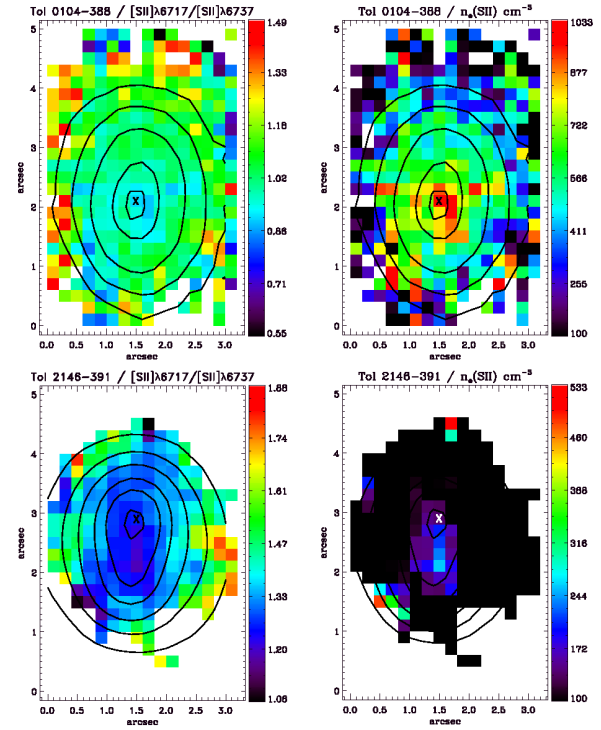 Tol 0104-388 / [SII]λ6717/[SII]λ6737
5
4
3
2
1
0
arcsec
0.0 0.5 1.0 1.5 2.0 2.5 3.0
arcsec
X
1.49
1.33
1.18
1.02
0.86
0.71
0.55
Tol 0104-388 / nₑ(SII) cm⁻³
5
4
3
2
1
0
arcsec
0.0 0.5 1.0 1.5 2.0 2.5 3.0
arcsec
X
1033
877
722
566
411
255
100
Tol 2146-391 / [SII]λ6717/[SII]λ6737
5
4
3
2
1
0
arcsec
0.0 0.5 1.0 1.5 2.0 2.5 3.0
arcsec
X
1.88
1.74
1.61
1.47
1.33
1.20
1.06
Tol 2146-391 / nₑ(SII) cm⁻³
5
4
3
2
1
0
arcsec
0.0 0.5 1.0 1.5 2.0 2.5 3.0
arcsec
X
533
460
388
316
244
172
100